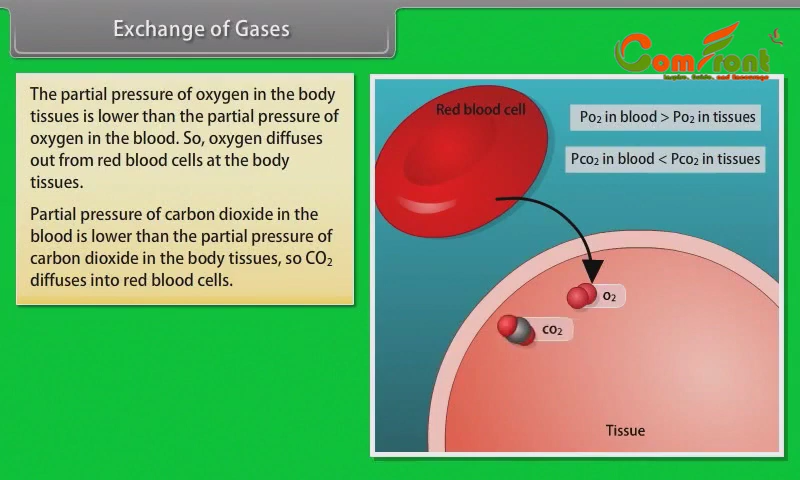 Exchange of Gases
ComFront
Inspire, Guide, and Encourage
The partial pressure of oxygen in the body
tissues is lower than the partial pressure of
oxygen in the blood. So, oxygen diffuses
out from red blood cells at the body
tissues.
Partial pressure of carbon dioxide in the
blood is lower than the partial pressure of
carbon dioxide in the body tissues, so CO₂
diffuses into red blood cells.
Red blood cell
Po₂ in blood > Po₂ in tissues
Pco₂ in blood < Pco₂ in tissues
O₂
CO₂
Tissue